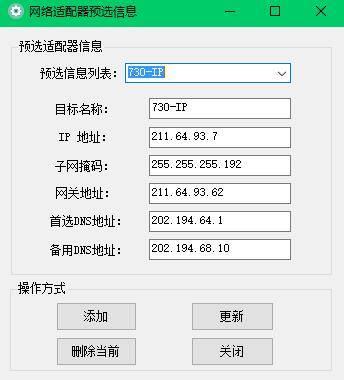 网络适配器预选信息
预选适配器信息
预选信息列表： 730-IP
目标名称： 730-IP
IP 地址： 211.64.93.7
子网掩码： 255.255.255.192
网关地址： 211.64.93.62
首选DNS地址： 202.194.64.1
备用DNS地址： 202.194.68.10
操作方式
添加 更新
删除当前 关闭